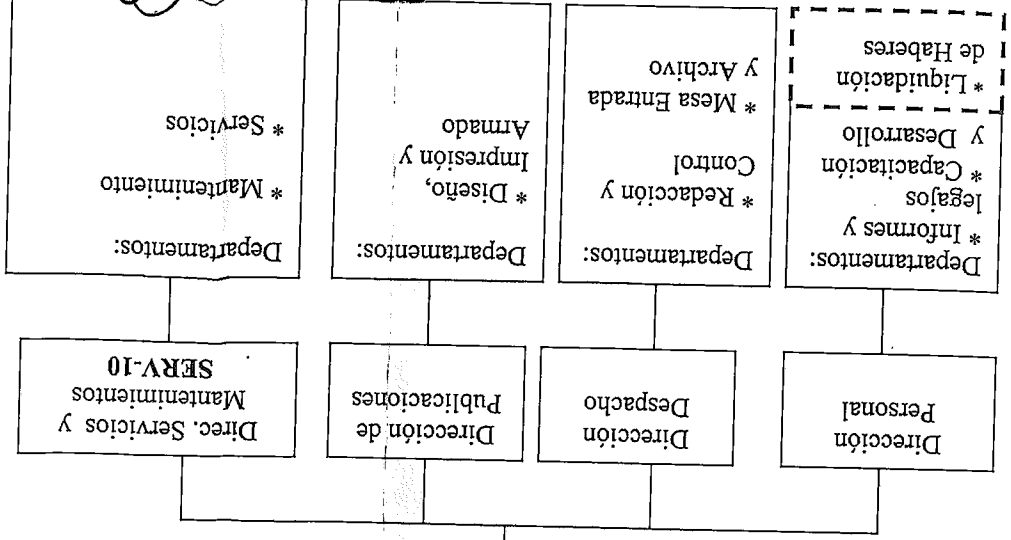 Dirección
Personal
Dirección
Despacho
Dirección de
Publicaciones
Direc. Servicios y
Mantenimientos
SERV-10
Departamentos:
* Informes y
legajos
* Capacitación
y Desarrollo
* Liquidación
de Haberes
Departamentos:
* Redacción y
Control
* Mesa Entrada
y Archivo
Departamentos:
* Diseño,
Impresión y
Armado
Departamentos:
* Mantenimiento
* Servicios